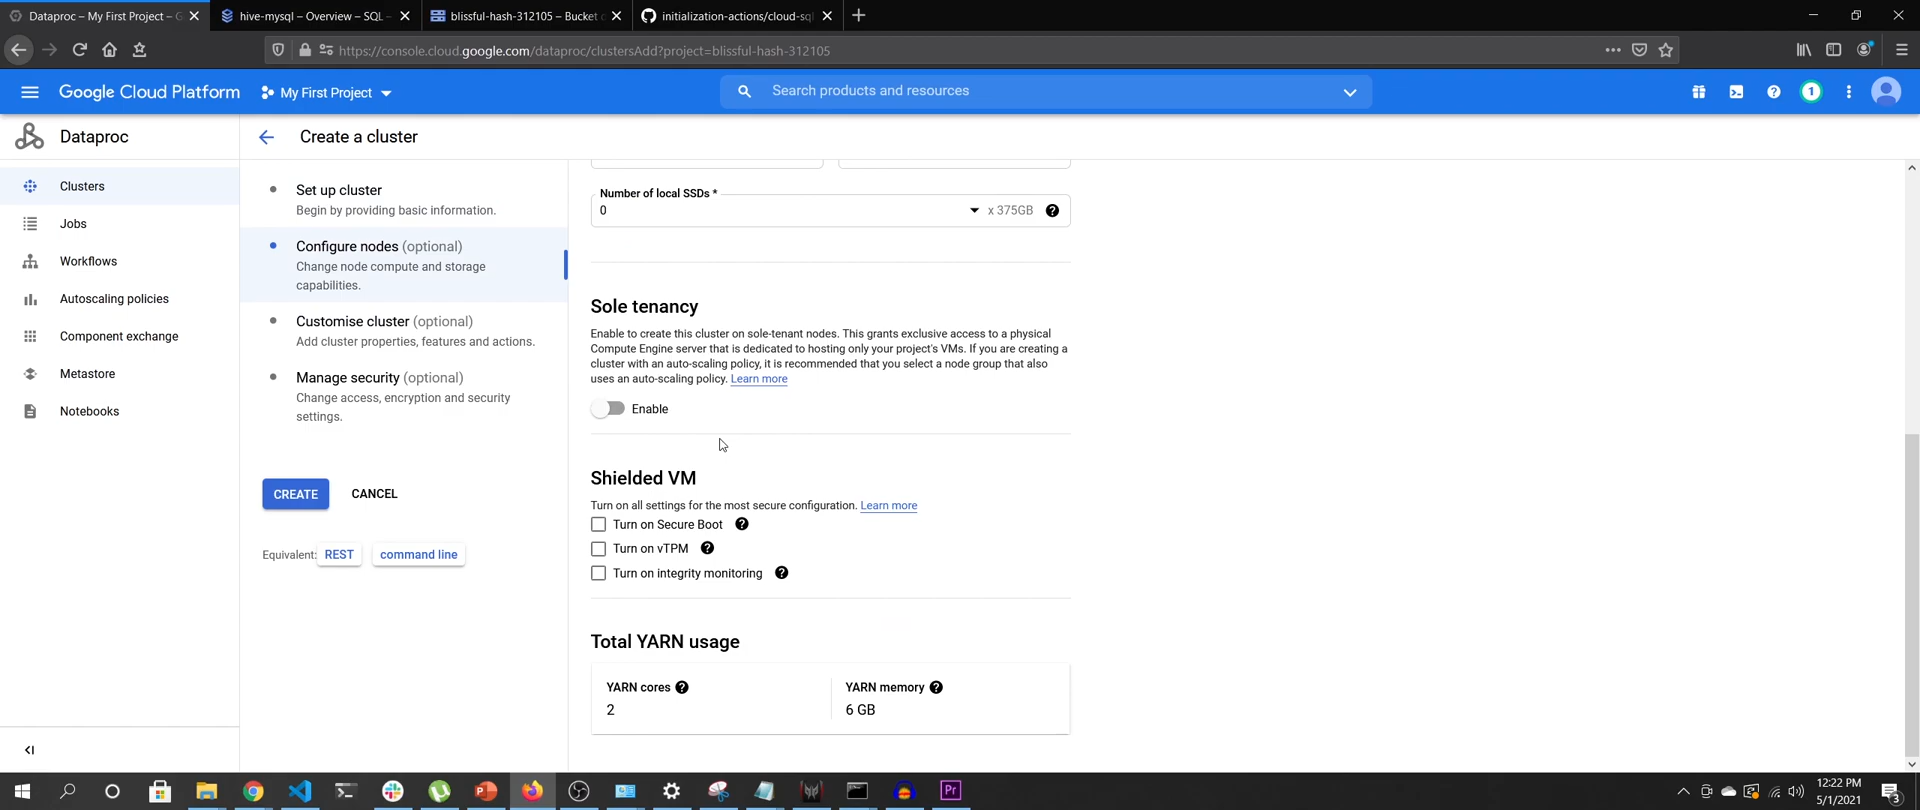 Dataproc – My First Project – G
hive-mysql – Overview – SQL –
blissful-hash-312105 – Bucket d
initialization-actions/cloud-sql
https://console.cloud.google.com/dataproc/clustersAdd?project=blissful-hash-312105
Google Cloud Platform
My First Project
Search products and resources
1
Dataproc
Create a cluster
Clusters
Jobs
Workflows
Autoscaling policies
Component exchange
Metastore
Notebooks
Set up cluster
Begin by providing basic information.
Configure nodes (optional)
Change node compute and storage
capabilities.
Customise cluster (optional)
Add cluster properties, features and actions.
Manage security (optional)
Change access, encryption and security
settings.
CREATE
CANCEL
Equivalent: REST command line
Number of local SSDs *
0 x 375GB
Sole tenancy
Enable to create this cluster on sole-tenant nodes. This grants exclusive access to a physical
Compute Engine server that is dedicated to hosting only your project's VMs. If you are creating a
cluster with an auto-scaling policy, it is recommended that you select a node group that also
uses an auto-scaling policy. Learn more
Enable
Shielded VM
Turn on all settings for the most secure configuration. Learn more
Turn on Secure Boot
Turn on vTPM
Turn on integrity monitoring
Total YARN usage
YARN cores
2
YARN memory
6 GB
Pr
12:22 PM
5/1/2021
3